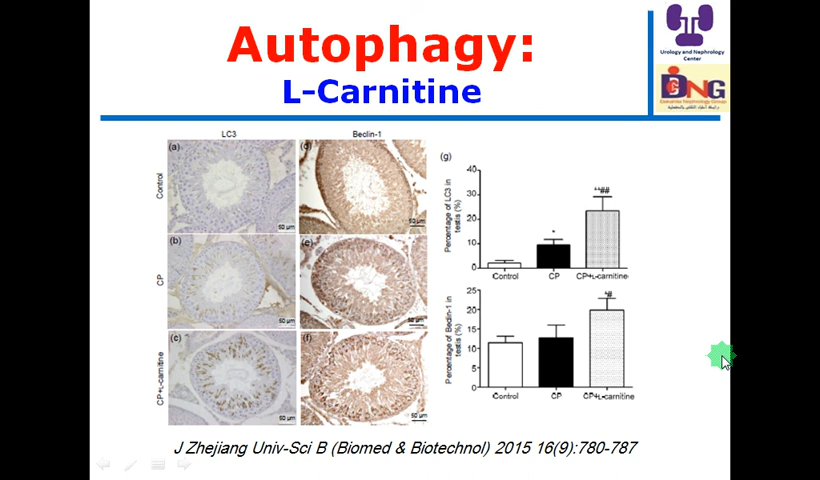 Autophagy:
L-Carnitine
Urology and Nephrology
Center
NG
LC3
Beclin-1
(a)
(d)
Control
50 μm
50 μm
(b)
(e)
CP
50 μm
50 μm
(c)
(f)
CP+L-carnitine
50 μm
50 μm
(g)
Percentage of LC3 in
testis (%)
40
30
20
10
0
*
**##
Control
CP
CP+L-carnitine
Percentage of Beclin-1 in
testis (%)
25
20
15
10
5
0
*#
Control
CP
CP+L-carnitine
J Zhejiang Univ-Sci B (Biomed & Biotechnol) 2015 16(9):780-787